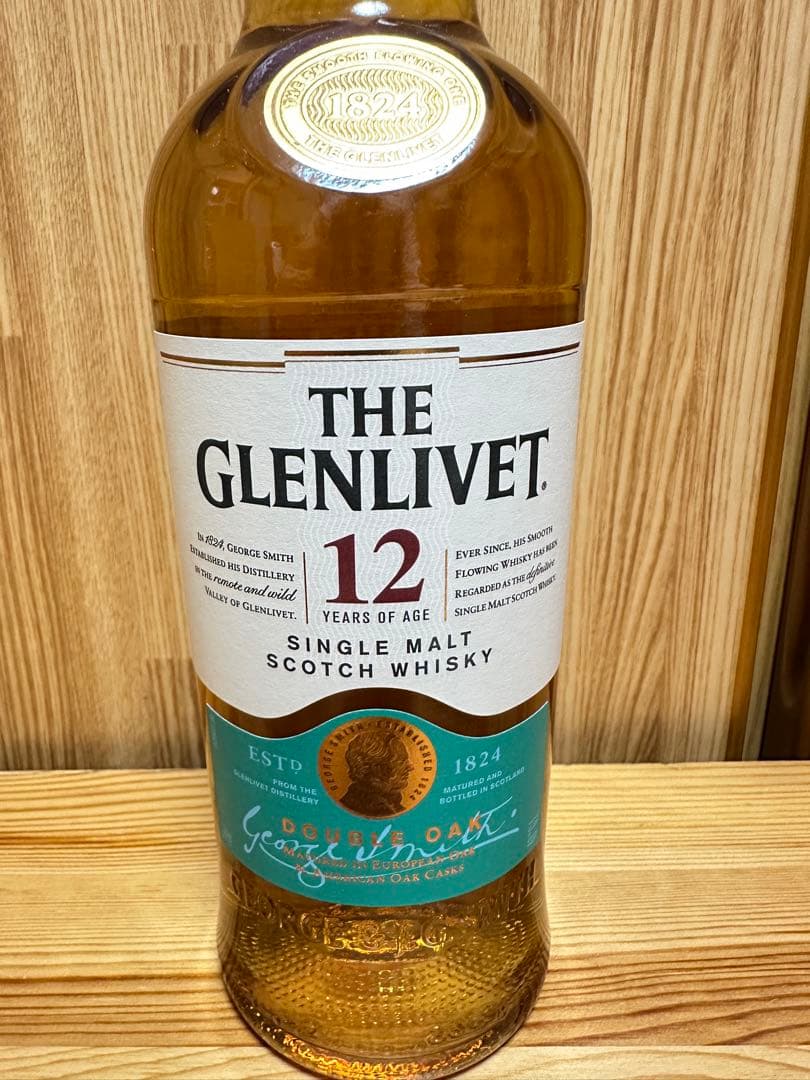 THE SMOOTH FLOWING ONE
1824
THE GLENLIVET
THE
GLENLIVET.
IN 1824, GEORGE SMITH
ESTABLISHED HIS DISTILLERY
IN THE remote and wild
VALLEY OF GLENLIVET.
12
YEARS OF AGE
EVER SINCE, HIS SMOOTH
FLOWING WHISKY HAS BEEN
REGARDED AS THE definitive
SINGLE MALT SCOTCH WHISKY.
SINGLE MALT
SCOTCH WHISKY
ESTD
FROM THE
GLENLIVET DISTILLERY
GEORGE SMITH · ESTABLISHED 1824
1824
MATURED AND
BOTTLED IN SCOTLAND
DOUBLE OAK
George Smith
MATURED IN EUROPEAN OAK
& AMERICAN OAK CASKS
GEORGE